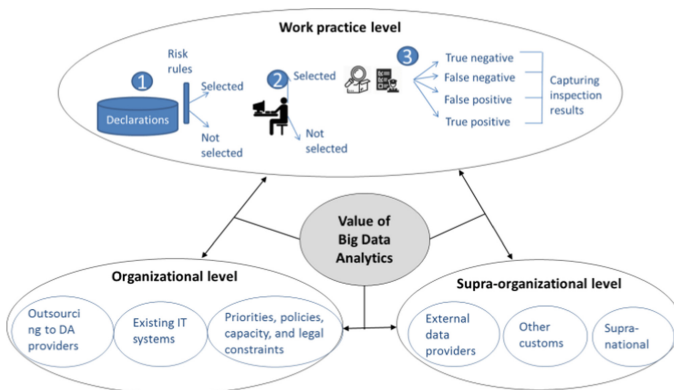 Work practice level
1
Risk
rules
Selected
Not
selected
Declarations
2
Selected
Not
selected
3
True negative
False negative
False positive
True positive
Capturing
inspection
results
Value of
Big Data
Analytics
Organizational level
Outsourci
ng to DA
providers
Existing IT
systems
Priorities, policies,
capacity, and legal
constraints
Supra-organizational level
External
data
providers
Other
customs
Supra-
national